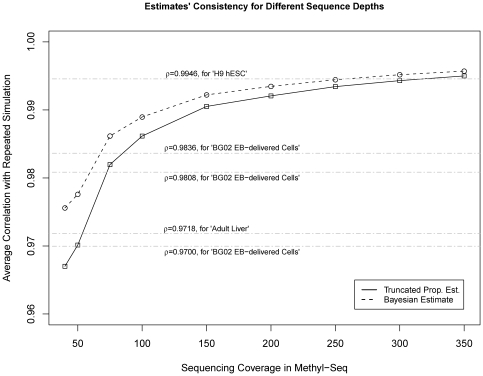 Estimates' Consistency for Different Sequence Depths
Average Correlation with Repeated Simulation
1.00
0.99
0.98
0.97
0.96
ρ=0.9946, for 'H9 hESC'
ρ=0.9836, for 'BG02 EB−delivered Cells'
ρ=0.9808, for 'BG02 EB−delivered Cells'
ρ=0.9718, for 'Adult Liver'
ρ=0.9700, for 'BG02 EB−delivered Cells'
Truncated Prop. Est.
Bayesian Estimate
50 100 150 200 250 300 350
Sequencing Coverage in Methyl−Seq